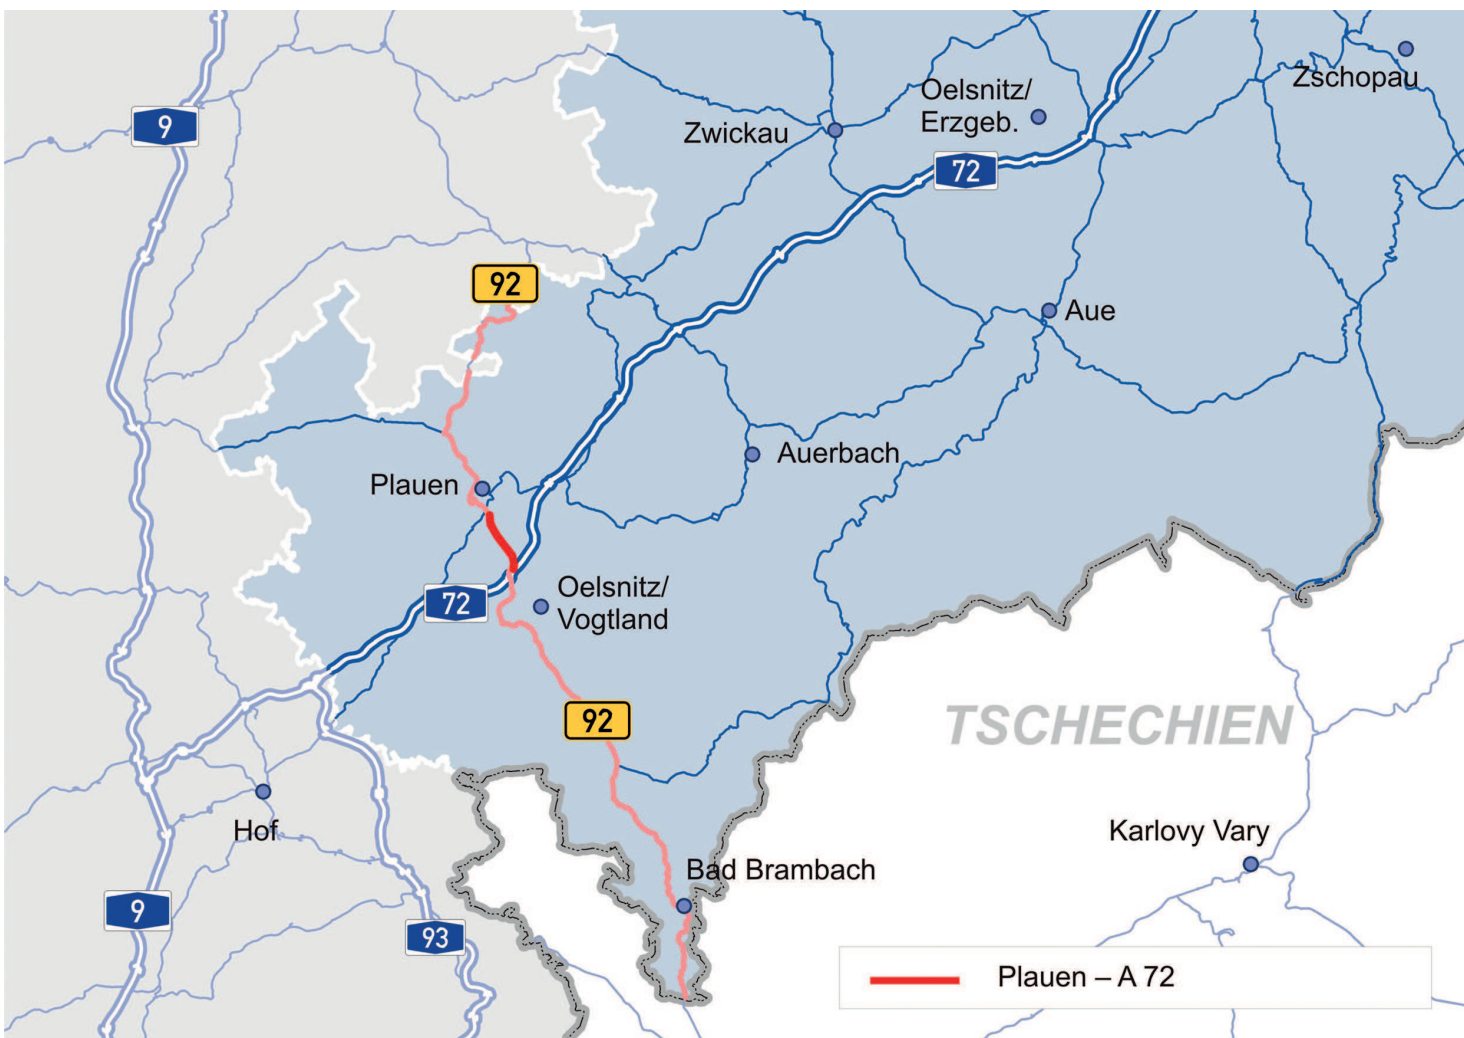 Zschopau
Oelsnitz/
Erzgeb.
9
Zwickau
72
92
Aue
Auerbach
Plauen
Oelsnitz/
Vogtland
72
92
TSCHECHIEN
Hof
Karlovy Vary
Bad Brambach
9
93
Plauen – A 72